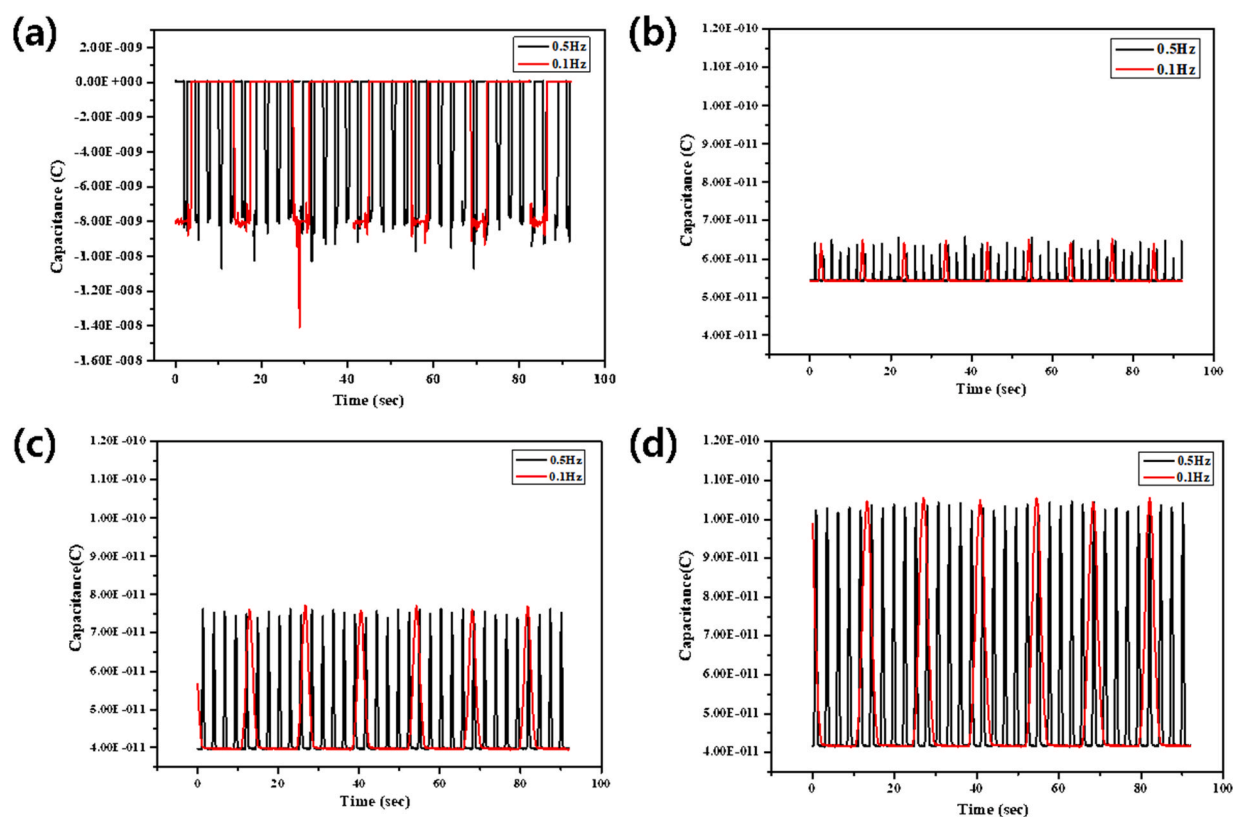 (a)
2.00E -009
0.00E +000
-2.00E -009
-4.00E -009
-6.00E -009
-8.00E -009
-1.00E -008
-1.20E -008
-1.40E -008
-1.60E -008
Capacitance (C)
0.5Hz
0.1Hz
0 20 40 60 80 100
Time (sec)
(b)
1.20E -010
1.10E -010
1.00E -010
9.00E -011
8.00E -011
7.00E -011
6.00E -011
5.00E -011
4.00E -011
Capacitance (C)
0.5Hz
0.1Hz
0 20 40 60 80 100
Time (sec)
(c)
1.20E -010
1.10E -010
1.00E -010
9.00E -011
8.00E -011
7.00E -011
6.00E -011
5.00E -011
4.00E -011
Capacitance(C)
0.5Hz
0.1Hz
0 20 40 60 80 100
Time (sec)
(d)
1.20E -010
1.10E -010
1.00E -010
9.00E -011
8.00E -011
7.00E -011
6.00E -011
5.00E -011
4.00E -011
Capacitance(C)
0.5Hz
0.1Hz
0 20 40 60 80 100
Time (sec)